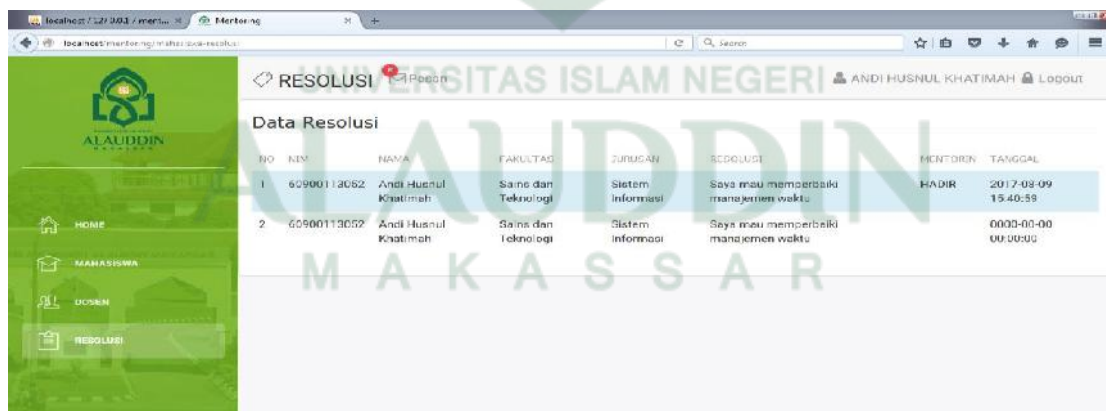 localhost / 127.0.0.1 / ment...
Mentoring
localhost/mentoring/mahasiswa-resolusi
Search
RESOLUSI
Pesan
ANDI HUSNUL KHATIMAH
Logout
UNIVERSITAS ISLAM NEGERI
ALAUDDIN
MAKASSAR
ALAUDDIN
HOME
MAHASISWA
DOSEN
RESOLUSI
Data Resolusi
NO NIM NAMA FAKULTAS JURUSAN RESOLUSI MENTORIN TANGGAL
1 60900113052 Andi Husnul Sains dan Sistem Saya mau memperbaiki HADIR 2017-08-09
Khatimah Teknologi Informasi manajemen waktu 15:40:59
2 60900113052 Andi Husnul Sains dan Sistem Saya mau memperbaiki 0000-00-00
Khatimah Teknologi Informasi manajemen waktu 00:00:00